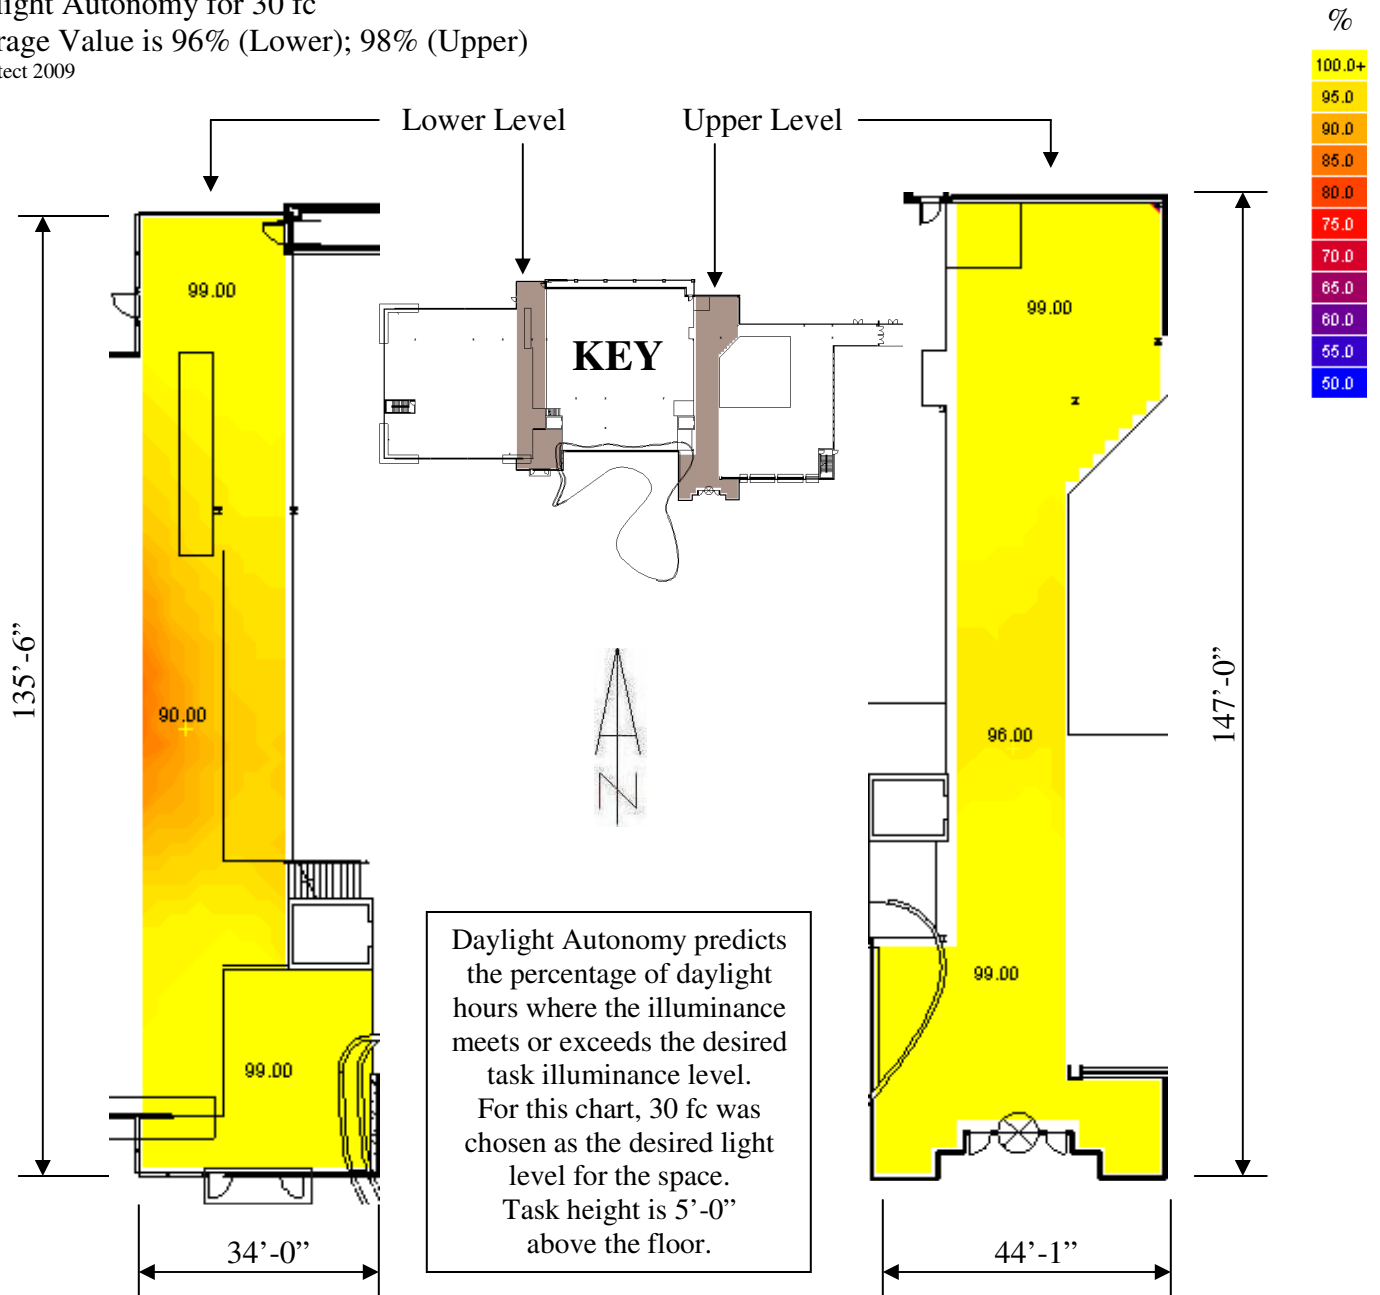 light Autonomy for 30 fc
rage Value is 96% (Lower); 98% (Upper)
tect 2009
%
100.0+
95.0
90.0
85.0
80.0
75.0
70.0
65.0
60.0
55.0
50.0
Lower Level
Upper Level
99.00
90.00
99.00
135'-6"
34'-0"
KEY
N
99.00
96.00
99.00
147'-0"
44'-1"
Daylight Autonomy predicts
the percentage of daylight
hours where the illuminance
meets or exceeds the desired
task illuminance level.
For this chart, 30 fc was
chosen as the desired light
level for the space.
Task height is 5'-0"
above the floor.